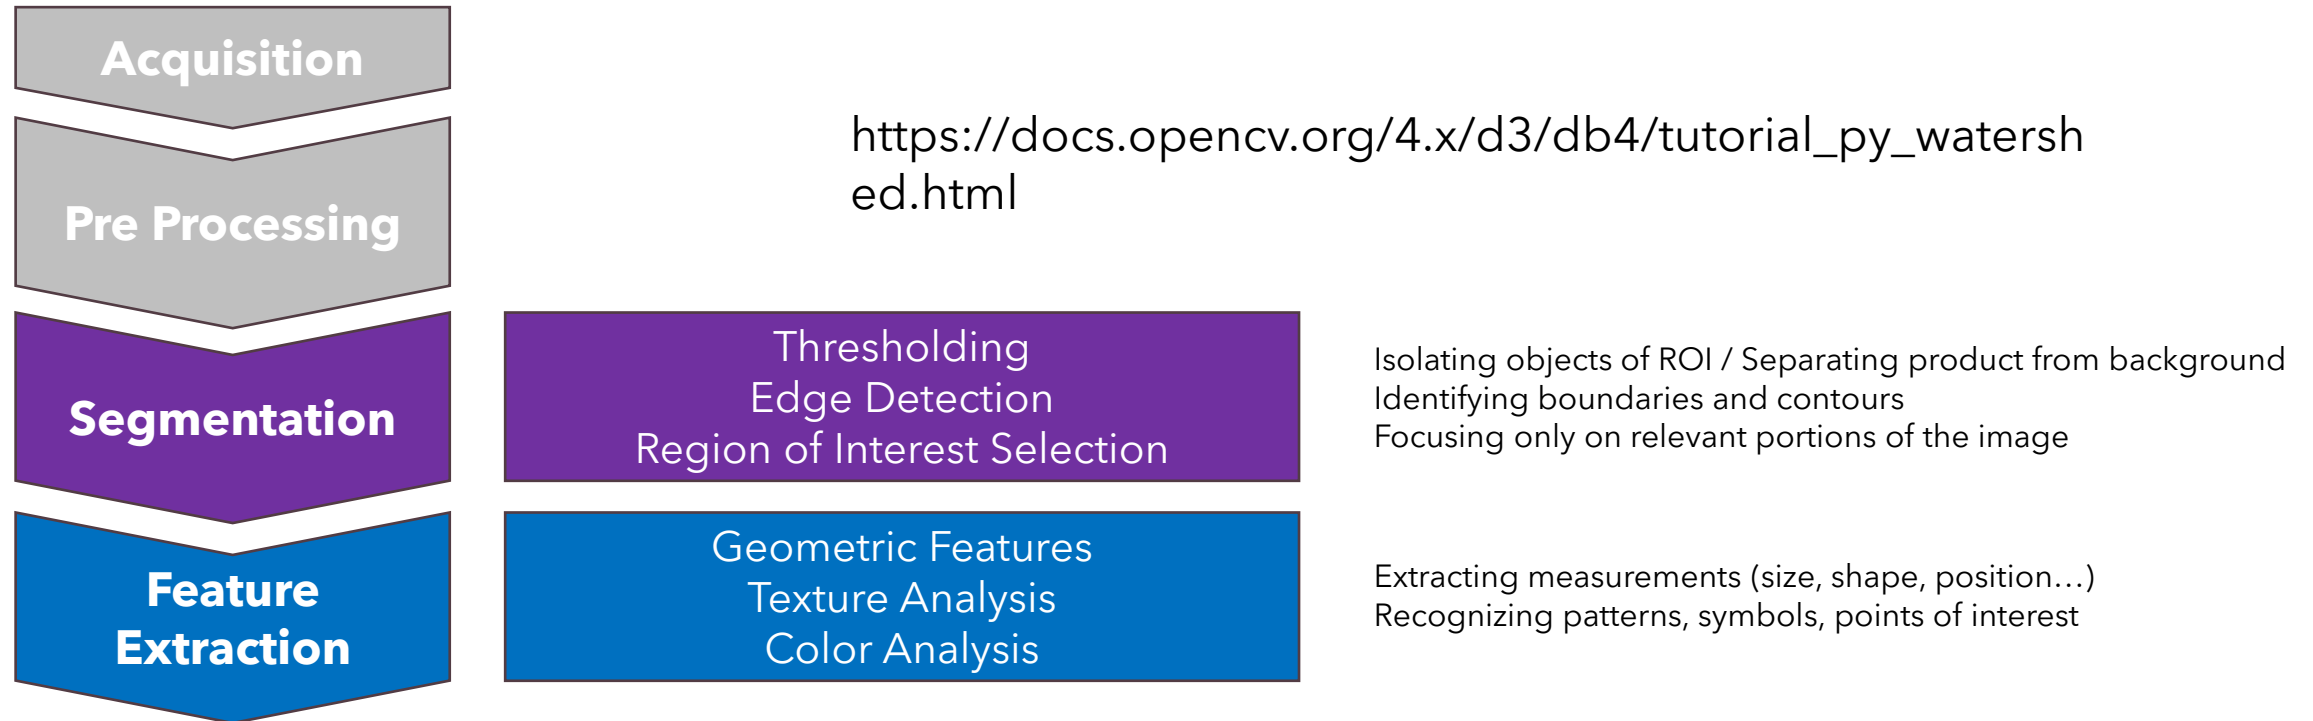 Acquisition
https://docs.opencv.org/4.x/d3/db4/tutorial_py_watersh
ed.html
Pre Processing
Segmentation
Thresholding
Edge Detection
Region of Interest Selection
Isolating objects of ROI / Separating product from background
Identifying boundaries and contours
Focusing only on relevant portions of the image
Feature
Extraction
Geometric Features
Texture Analysis
Color Analysis
Extracting measurements (size, shape, position…)
Recognizing patterns, symbols, points of interest